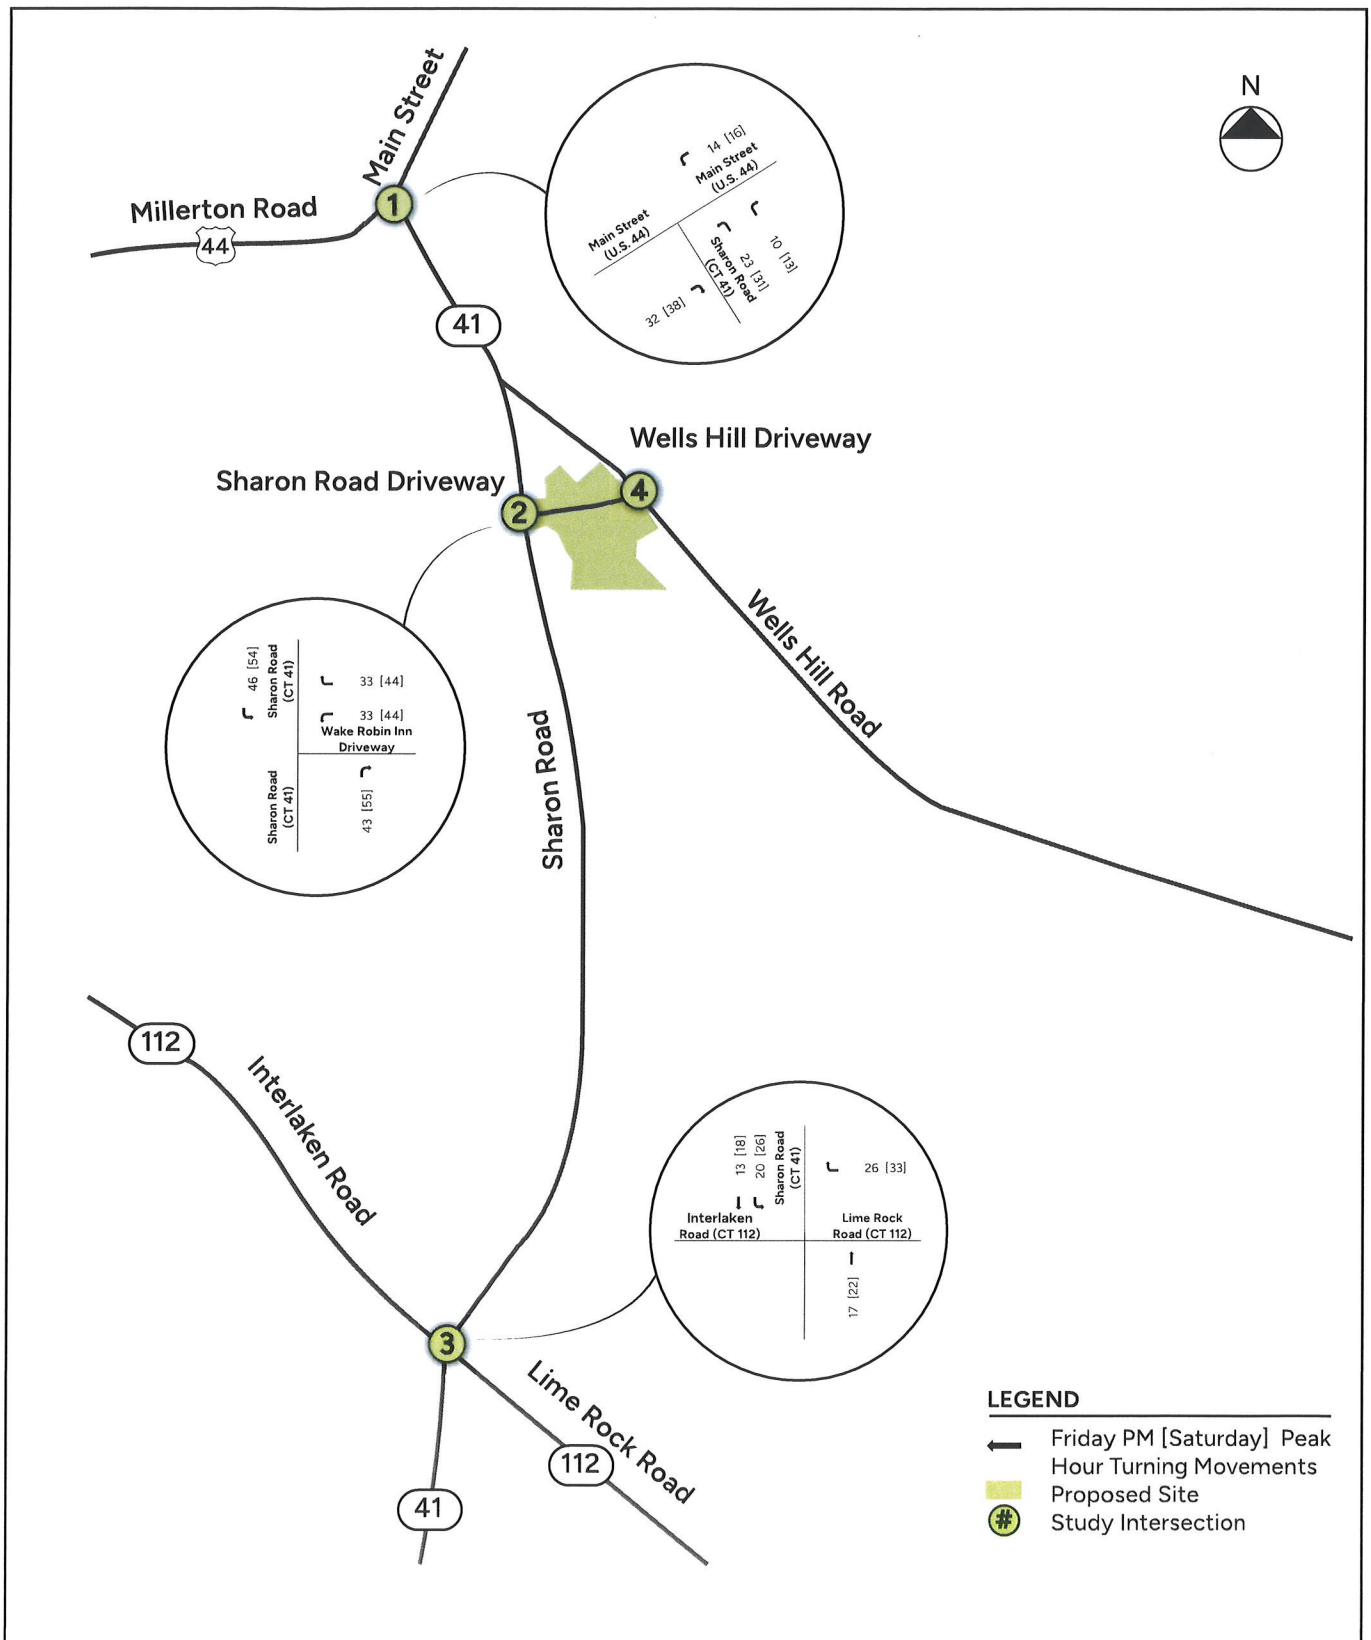 N
Main Street
Millerton Road
44
1
14 [16]
Main Street
(U.S. 44)
Main Street
(U.S. 44)
10 [13]
23 [31]
Sharon Road
(CT 41)
32 [38]
41
Wells Hill Driveway
Sharon Road Driveway
2
4
Wells Hill Road
46 [54]
Sharon Road
(CT 41)
33 [44]
33 [44]
Wake Robin Inn
Driveway
Sharon Road
(CT 41)
43 [55]
Sharon Road
112
Interlaken Road
13 [18]
20 [26]
Sharon Road
(CT 41)
26 [33]
Interlaken
Road (CT 112)
Lime Rock
Road (CT 112)
17 [22]
3
Lime Rock Road
112
41
LEGEND
Friday PM [Saturday] Peak
Hour Turning Movements
Proposed Site
# Study Intersection